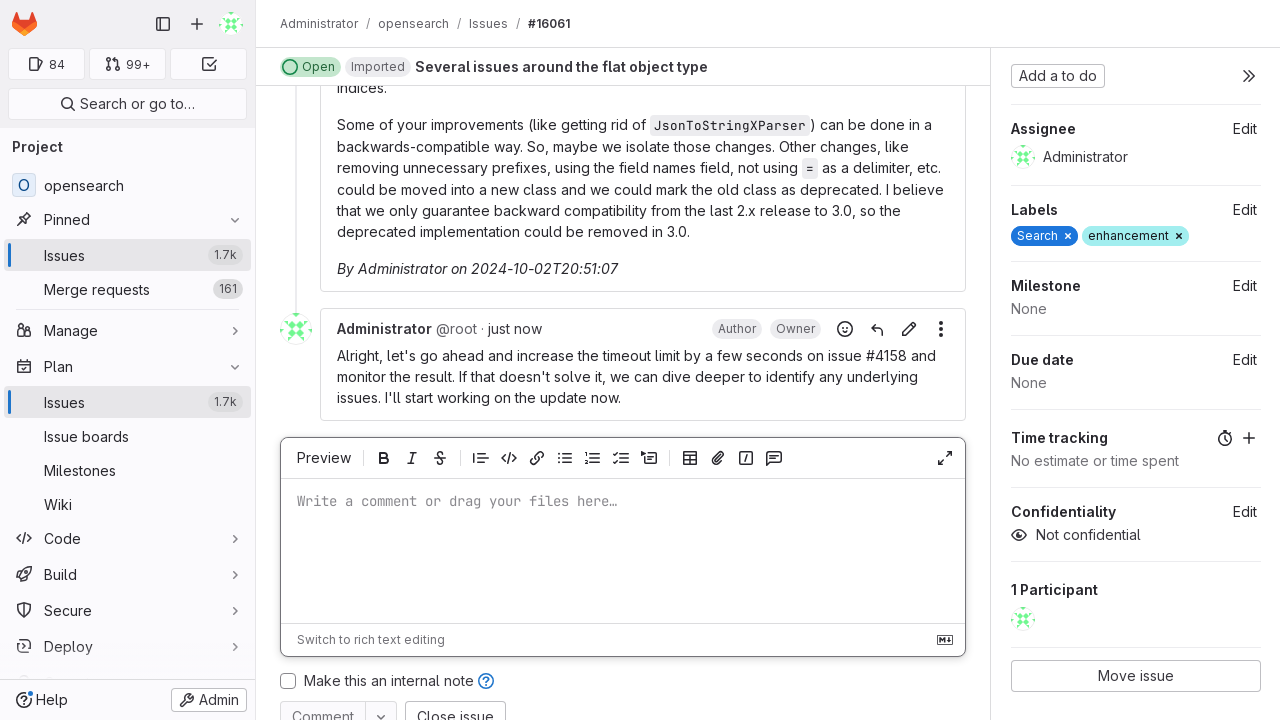 84
99+
Search or go to…
Project
O opensearch
Pinned
Issues 1.7k
Merge requests 161
Manage
Plan
Issues 1.7k
Issue boards
Milestones
Wiki
Code
Build
Secure
Deploy
Help
Admin
Administrator / opensearch / Issues / #16061
Open Imported Several issues around the flat object type
indices.
Some of your improvements (like getting rid of JsonToStringXParser) can be done in a
backwards-compatible way. So, maybe we isolate those changes. Other changes, like
removing unnecessary prefixes, using the field names field, not using = as a delimiter, etc.
could be moved into a new class and we could mark the old class as deprecated. I believe
that we only guarantee backward compatibility from the last 2.x release to 3.0, so the
deprecated implementation could be removed in 3.0.
By Administrator on 2024-10-02T20:51:07
Administrator @root · just now Author Owner
Alright, let's go ahead and increase the timeout limit by a few seconds on issue #4158 and
monitor the result. If that doesn't solve it, we can dive deeper to identify any underlying
issues. I'll start working on the update now.
Preview
Write a comment or drag your files here…
Switch to rich text editing
Make this an internal note
Comment
Close issue
Add a to do
Assignee Edit
Administrator
Labels Edit
Search × enhancement ×
Milestone Edit
None
Due date Edit
None
Time tracking
No estimate or time spent
Confidentiality Edit
Not confidential
1 Participant
Move issue